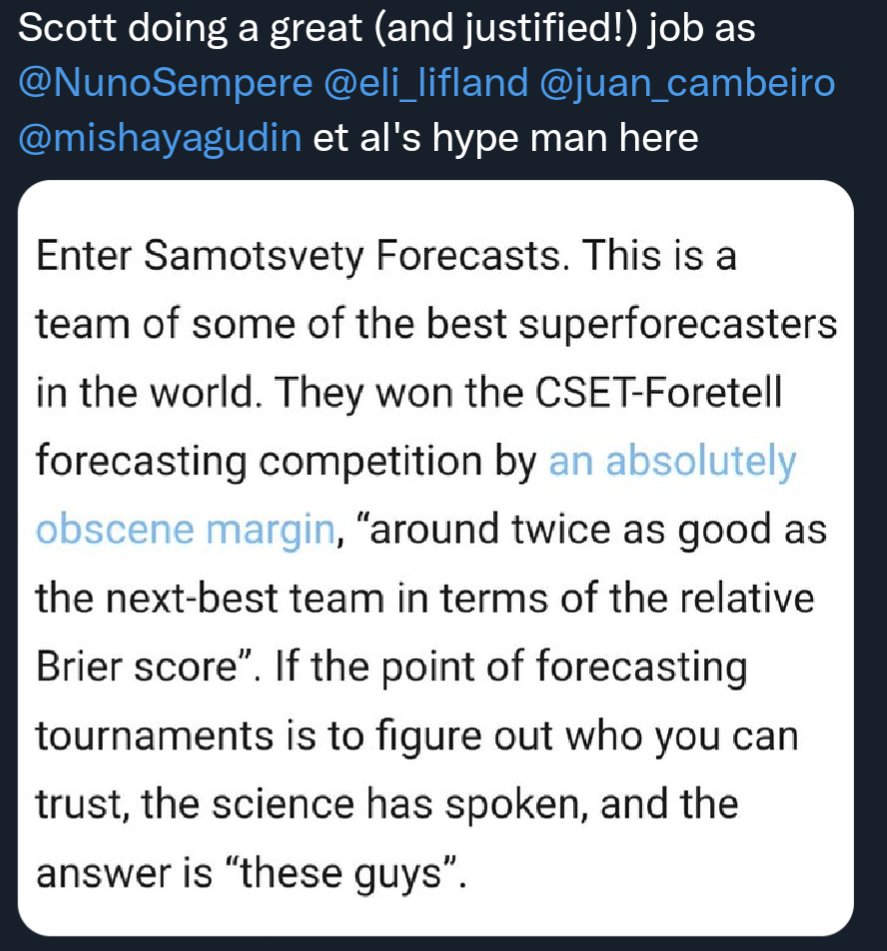 Scott doing a great (and justified!) job as
@NunoSempere @eli_lifland @juan_cambeiro
@mishayagudin et al's hype man here
Enter Samotsvety Forecasts. This is a
team of some of the best superforecasters
in the world. They won the CSET-Foretell
forecasting competition by an absolutely
obscene margin, “around twice as good as
the next-best team in terms of the relative
Brier score”. If the point of forecasting
tournaments is to figure out who you can
trust, the science has spoken, and the
answer is “these guys”.